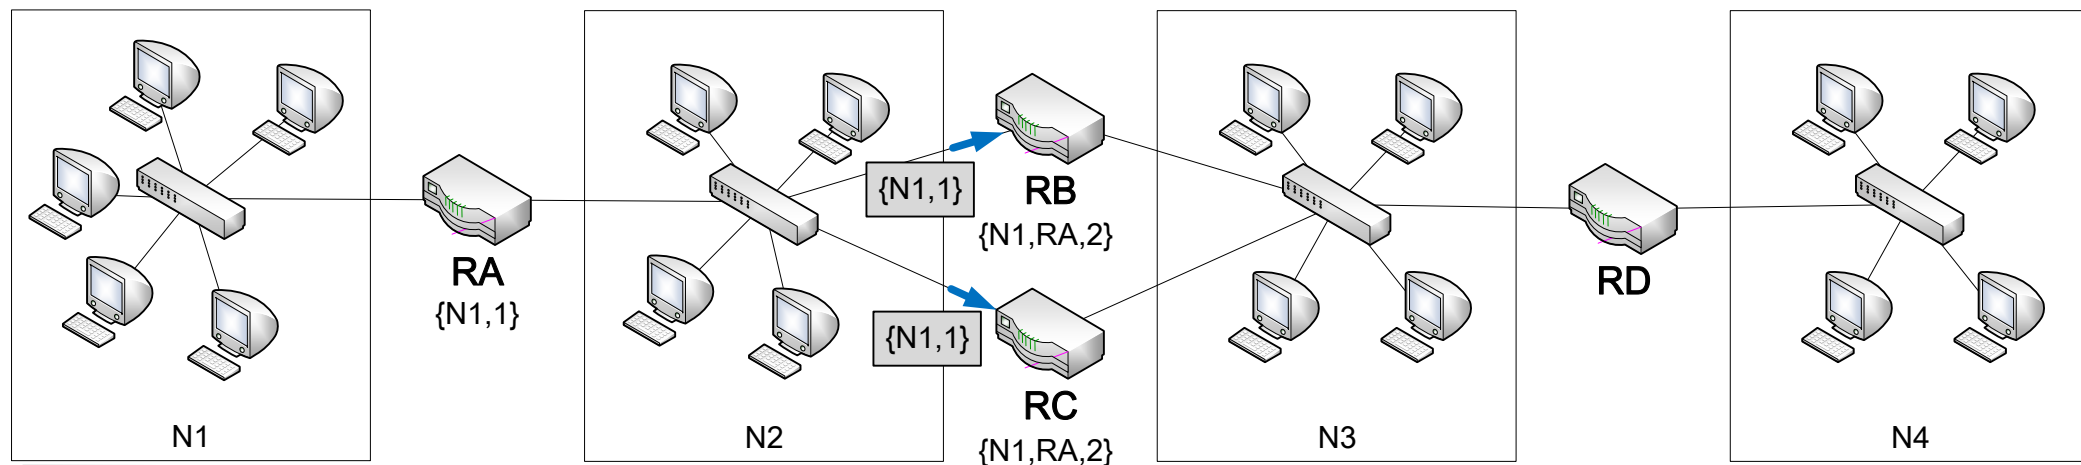 {N1,1}
RB
{N1,RA,2}
RA
{N1,1}
RD
{N1,1}
RC
{N1,RA,2}
N1
N2
N3
N4